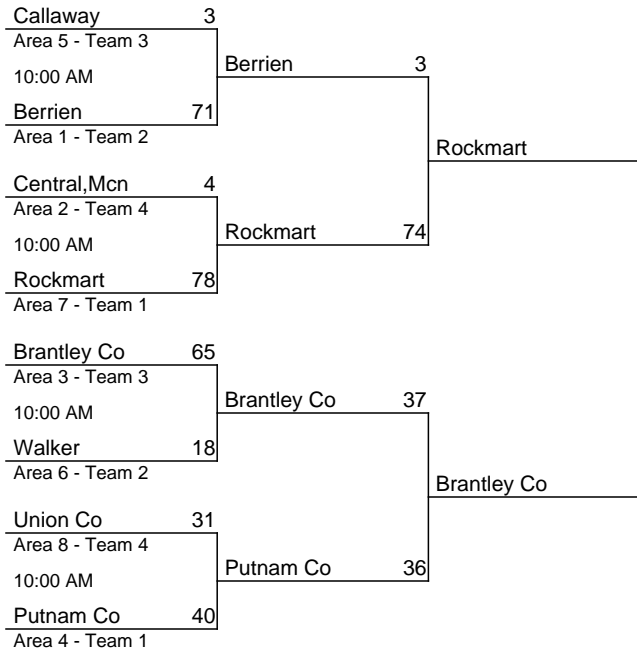 Callaway 3
Area 5 - Team 3
10:00 AM
Berrien 71
Area 1 - Team 2
Berrien 3
Central,Mcn 4
Area 2 - Team 4
10:00 AM
Rockmart 78
Area 7 - Team 1
Rockmart 74
Rockmart
Brantley Co 65
Area 3 - Team 3
10:00 AM
Walker 18
Area 6 - Team 2
Brantley Co 37
Union Co 31
Area 8 - Team 4
10:00 AM
Putnam Co 40
Area 4 - Team 1
Putnam Co 36
Brantley Co